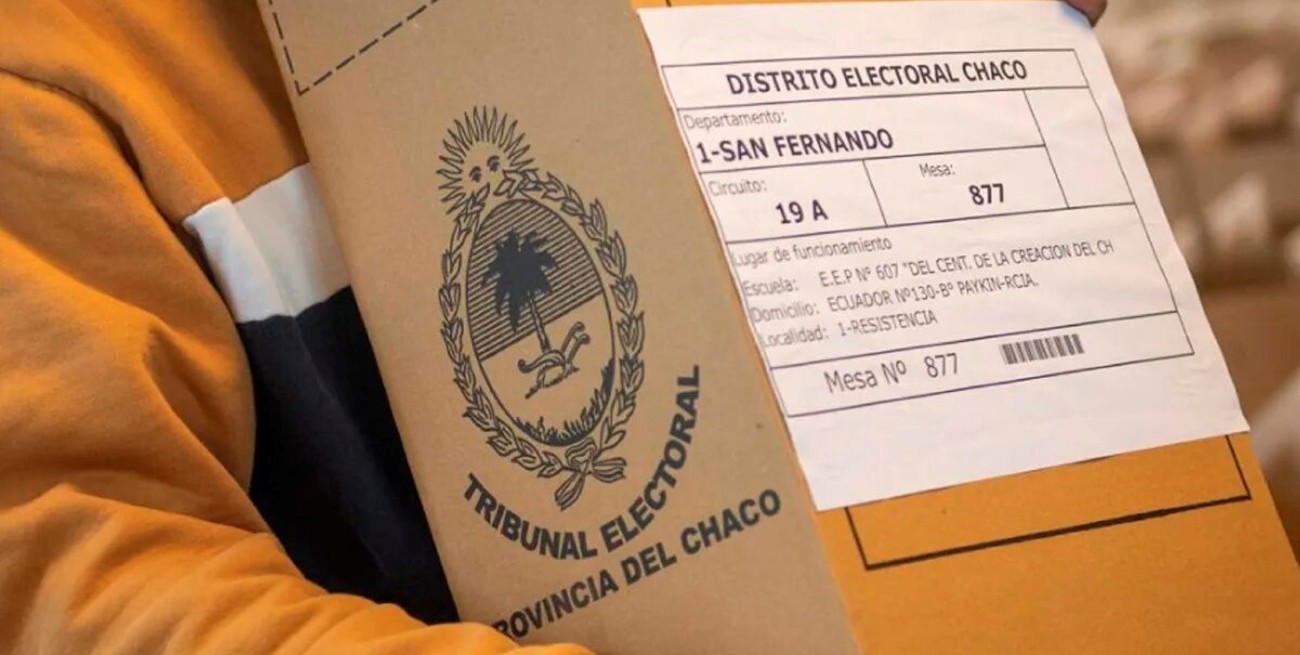 TRIBUNAL ELECTORAL
PROVINCIA DEL CHACO
DISTRITO ELECTORAL CHACO
Departamento:
1-SAN FERNANDO
Circuito:
19 A
Mesa:
877
Lugar de funcionamiento
Escuela: E.E.P Nº 607 "DEL CENT. DE LA CREACION DEL CH
Domicilio: ECUADOR Nº130-Bº PAYKIN-RCIA.
Localidad: 1-RESISTENCIA
Mesa Nº 877